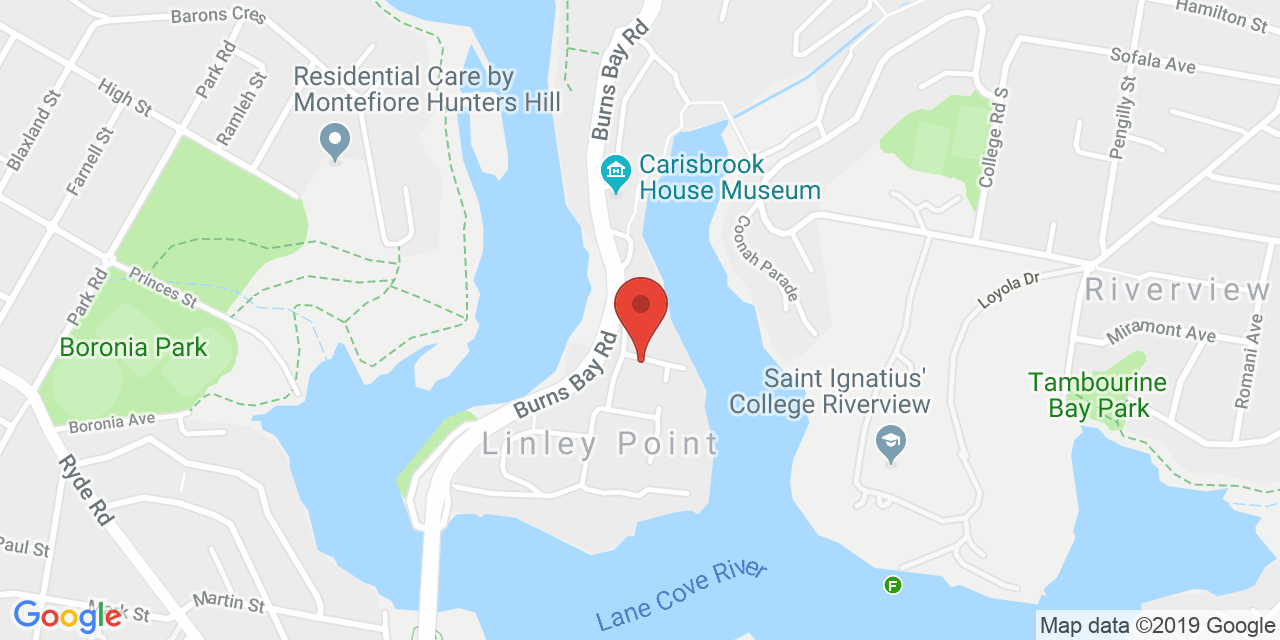 Barons Cres
Hamilton St
Park Rd
Burns Bay Rd
Sofala Ave
Residential Care by
Montefiore Hunters Hill
High St
Ramleh St
Blaxland St
Farnell St
College Rd S
Pengilly St
Carisbrook
House Museum
Coonah Parade
Princes St
Park Rd
Loyola Dr
Riverview
Miramont Ave
Boronia Park
Burns Bay Rd
Romani Ave
Saint Ignatius'
College Riverview
Tambourine
Bay Park
Boronia Ave
Linley Point
Ryde Rd
Paul St
Lane Cove River
F
Martin St
Mark St
Google
Map data ©2019 Google